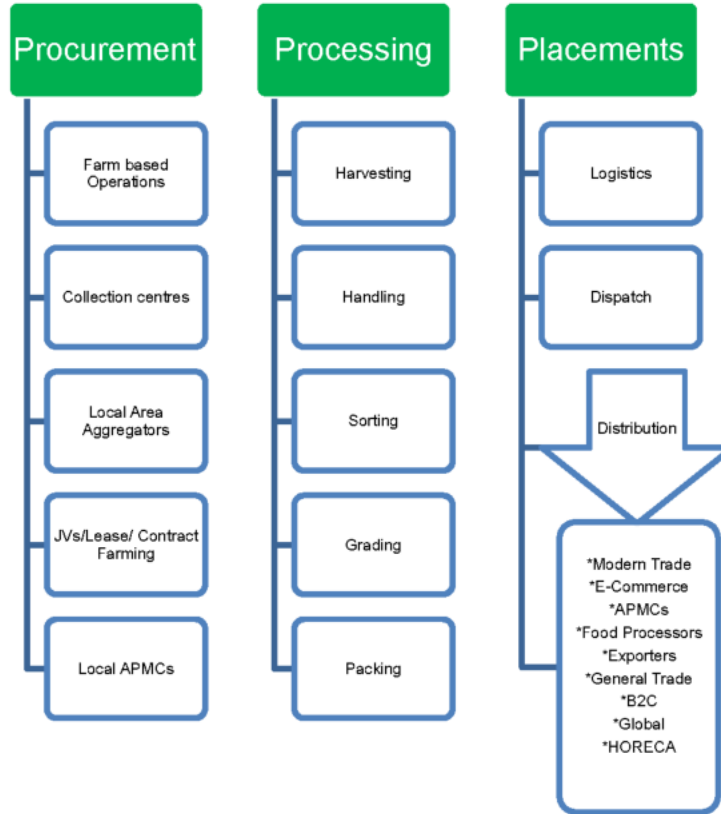 Procurement
Farm based
Operations
Collection centres
Local Area
Aggregators
JVs/Lease/ Contract
Farming
Local APMCs
Processing
Harvesting
Handling
Sorting
Grading
Packing
Placements
Logistics
Dispatch
Distribution
*Modern Trade
*E-Commerce
*APMCs
*Food Processors
*Exporters
*General Trade
*B2C
*Global
*HORECA